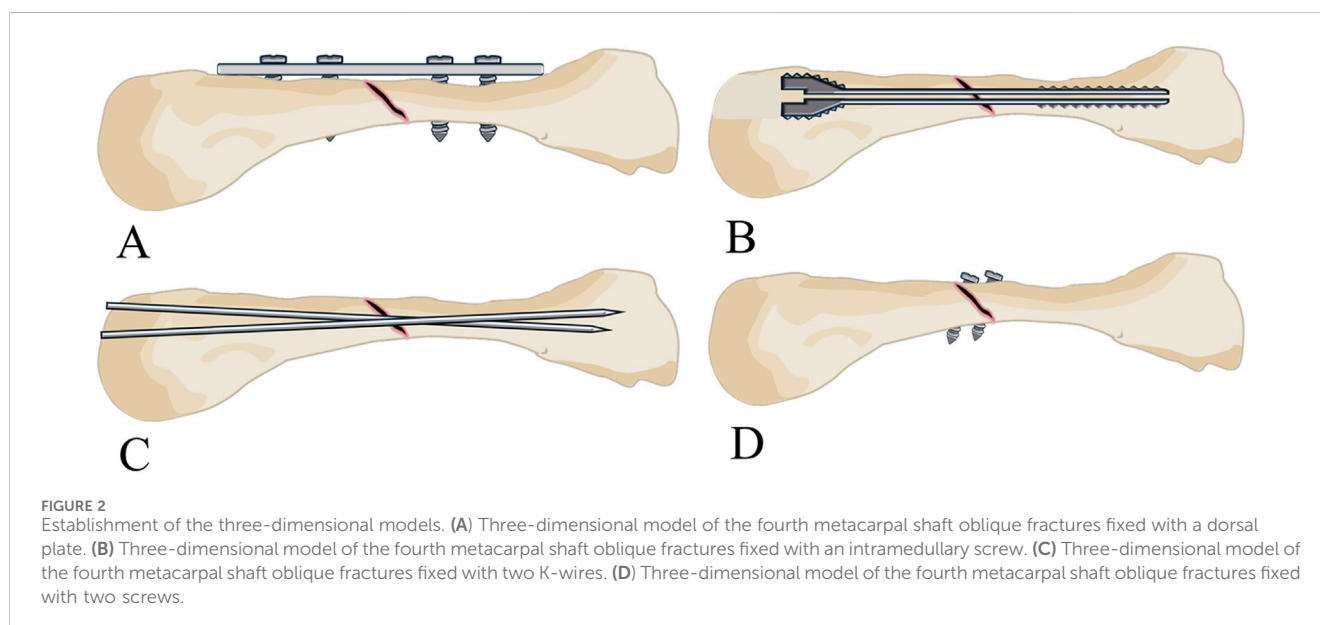 A
B
C
D
FIGURE 2
Establishment of the three-dimensional models. (A) Three-dimensional model of the fourth metacarpal shaft oblique fractures fixed with a dorsal
plate. (B) Three-dimensional model of the fourth metacarpal shaft oblique fractures fixed with an intramedullary screw. (C) Three-dimensional model of
the fourth metacarpal shaft oblique fractures fixed with two K-wires. (D) Three-dimensional model of the fourth metacarpal shaft oblique fractures fixed
with two screws.